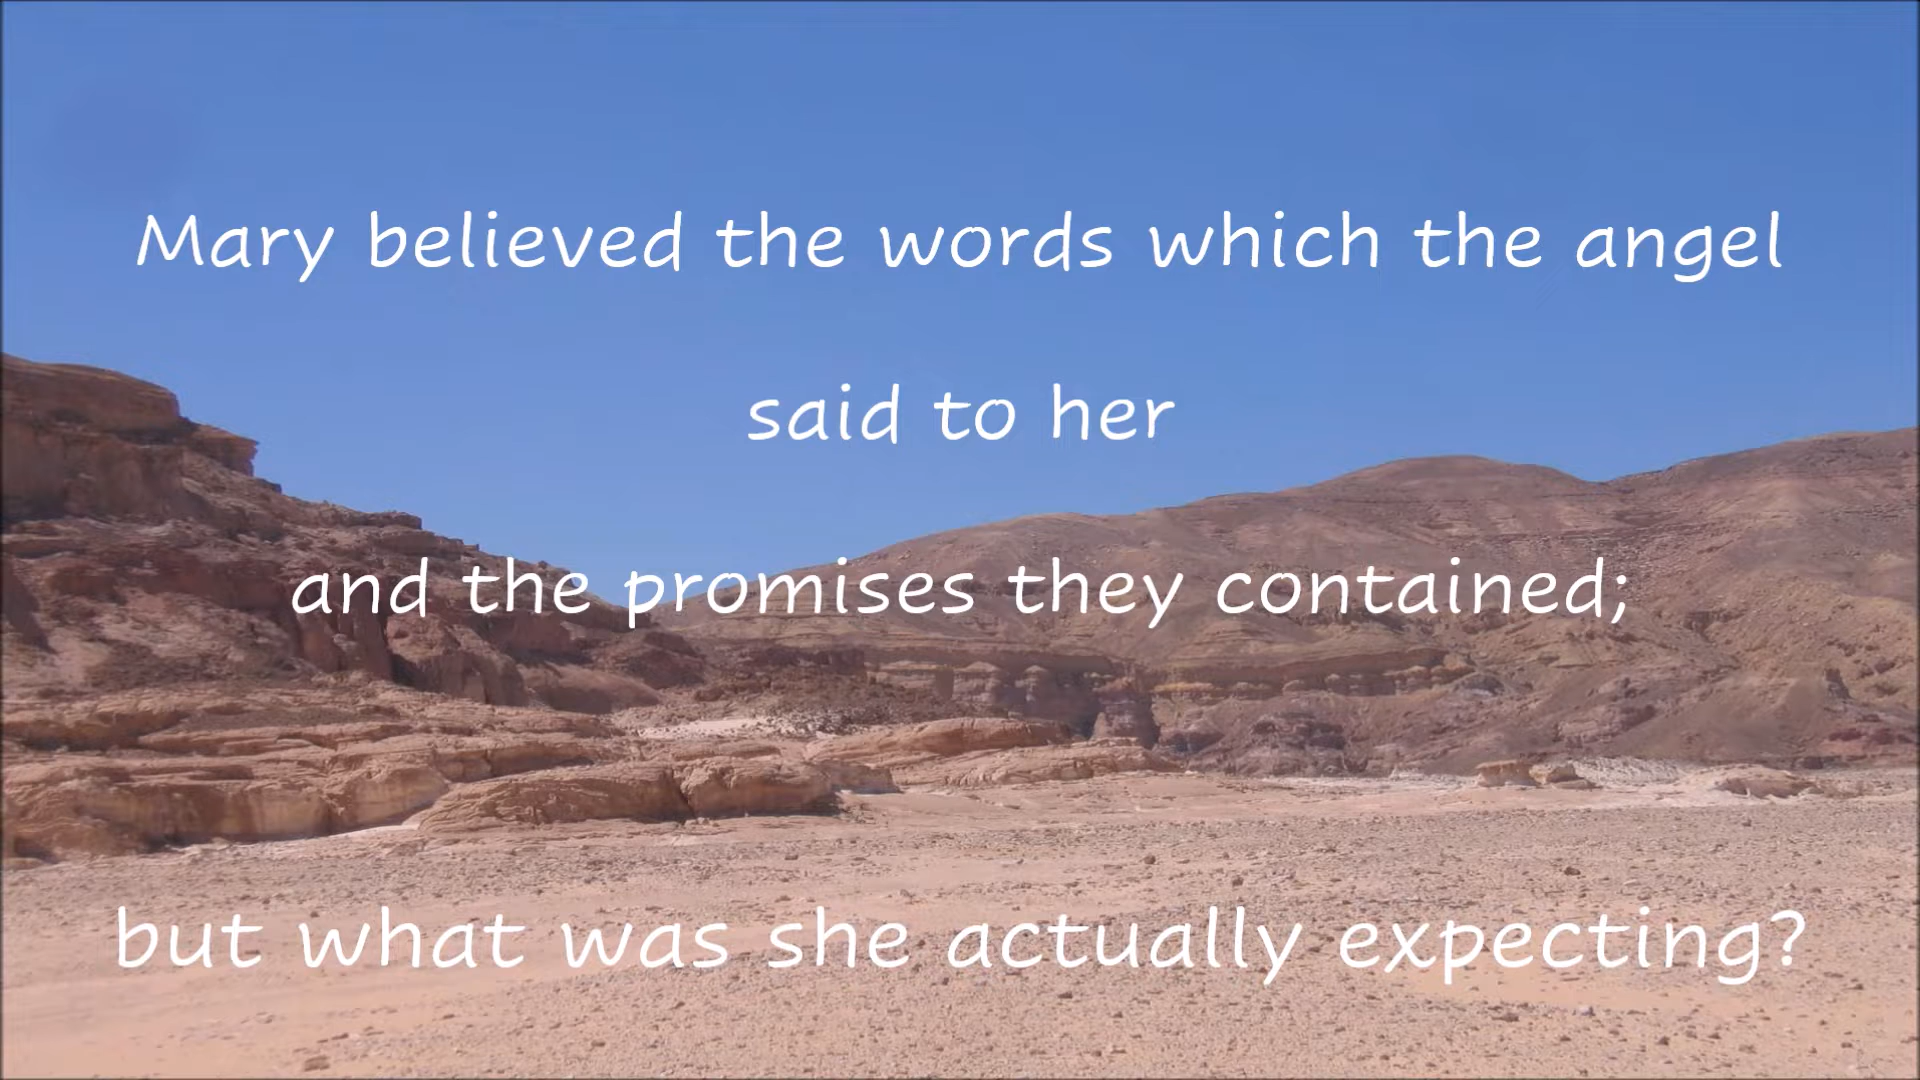 Mary believed the words which the angel
said to her
and the promises they contained;
but what was she actually expecting?